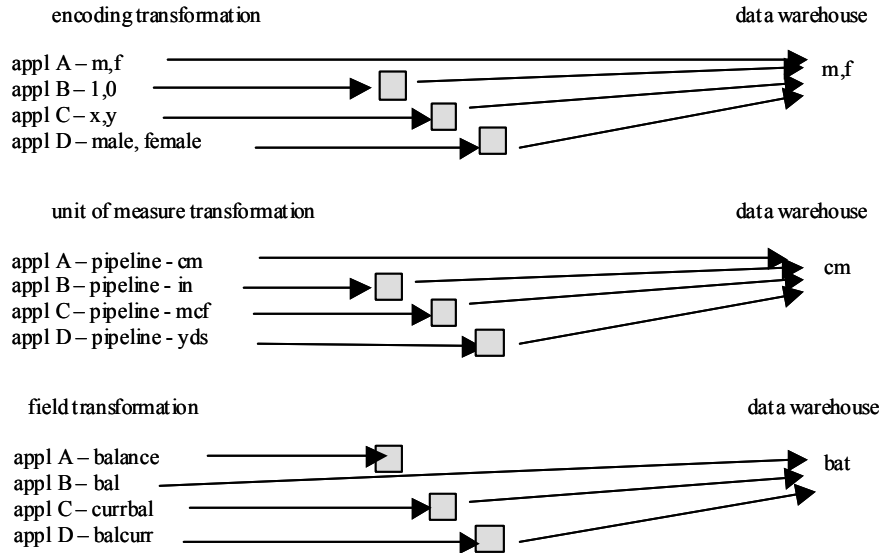 encoding transformation data warehouse
appl A – m,f
m,f
appl B – 1,0
appl C – x,y
appl D – male, female
unit of measure transformation data warehouse
appl A – pipeline - cm
cm
appl B – pipeline - in
appl C – pipeline - mcf
appl D – pipeline - yds
field transformation data warehouse
appl A – balance
bat
appl B – bal
appl C – currbal
appl D – balcurr